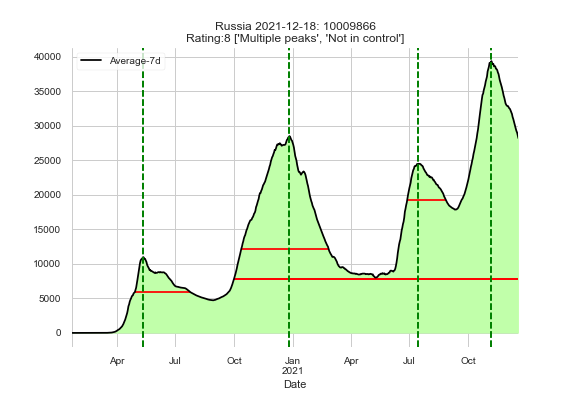 Russia 2021-12-18: 10009866
Rating:8 ['Multiple peaks', 'Not in control']
Average-7d
40000
35000
30000
25000
20000
15000
10000
5000
0
Apr Jul Oct Jan Apr Jul Oct
2021
Date